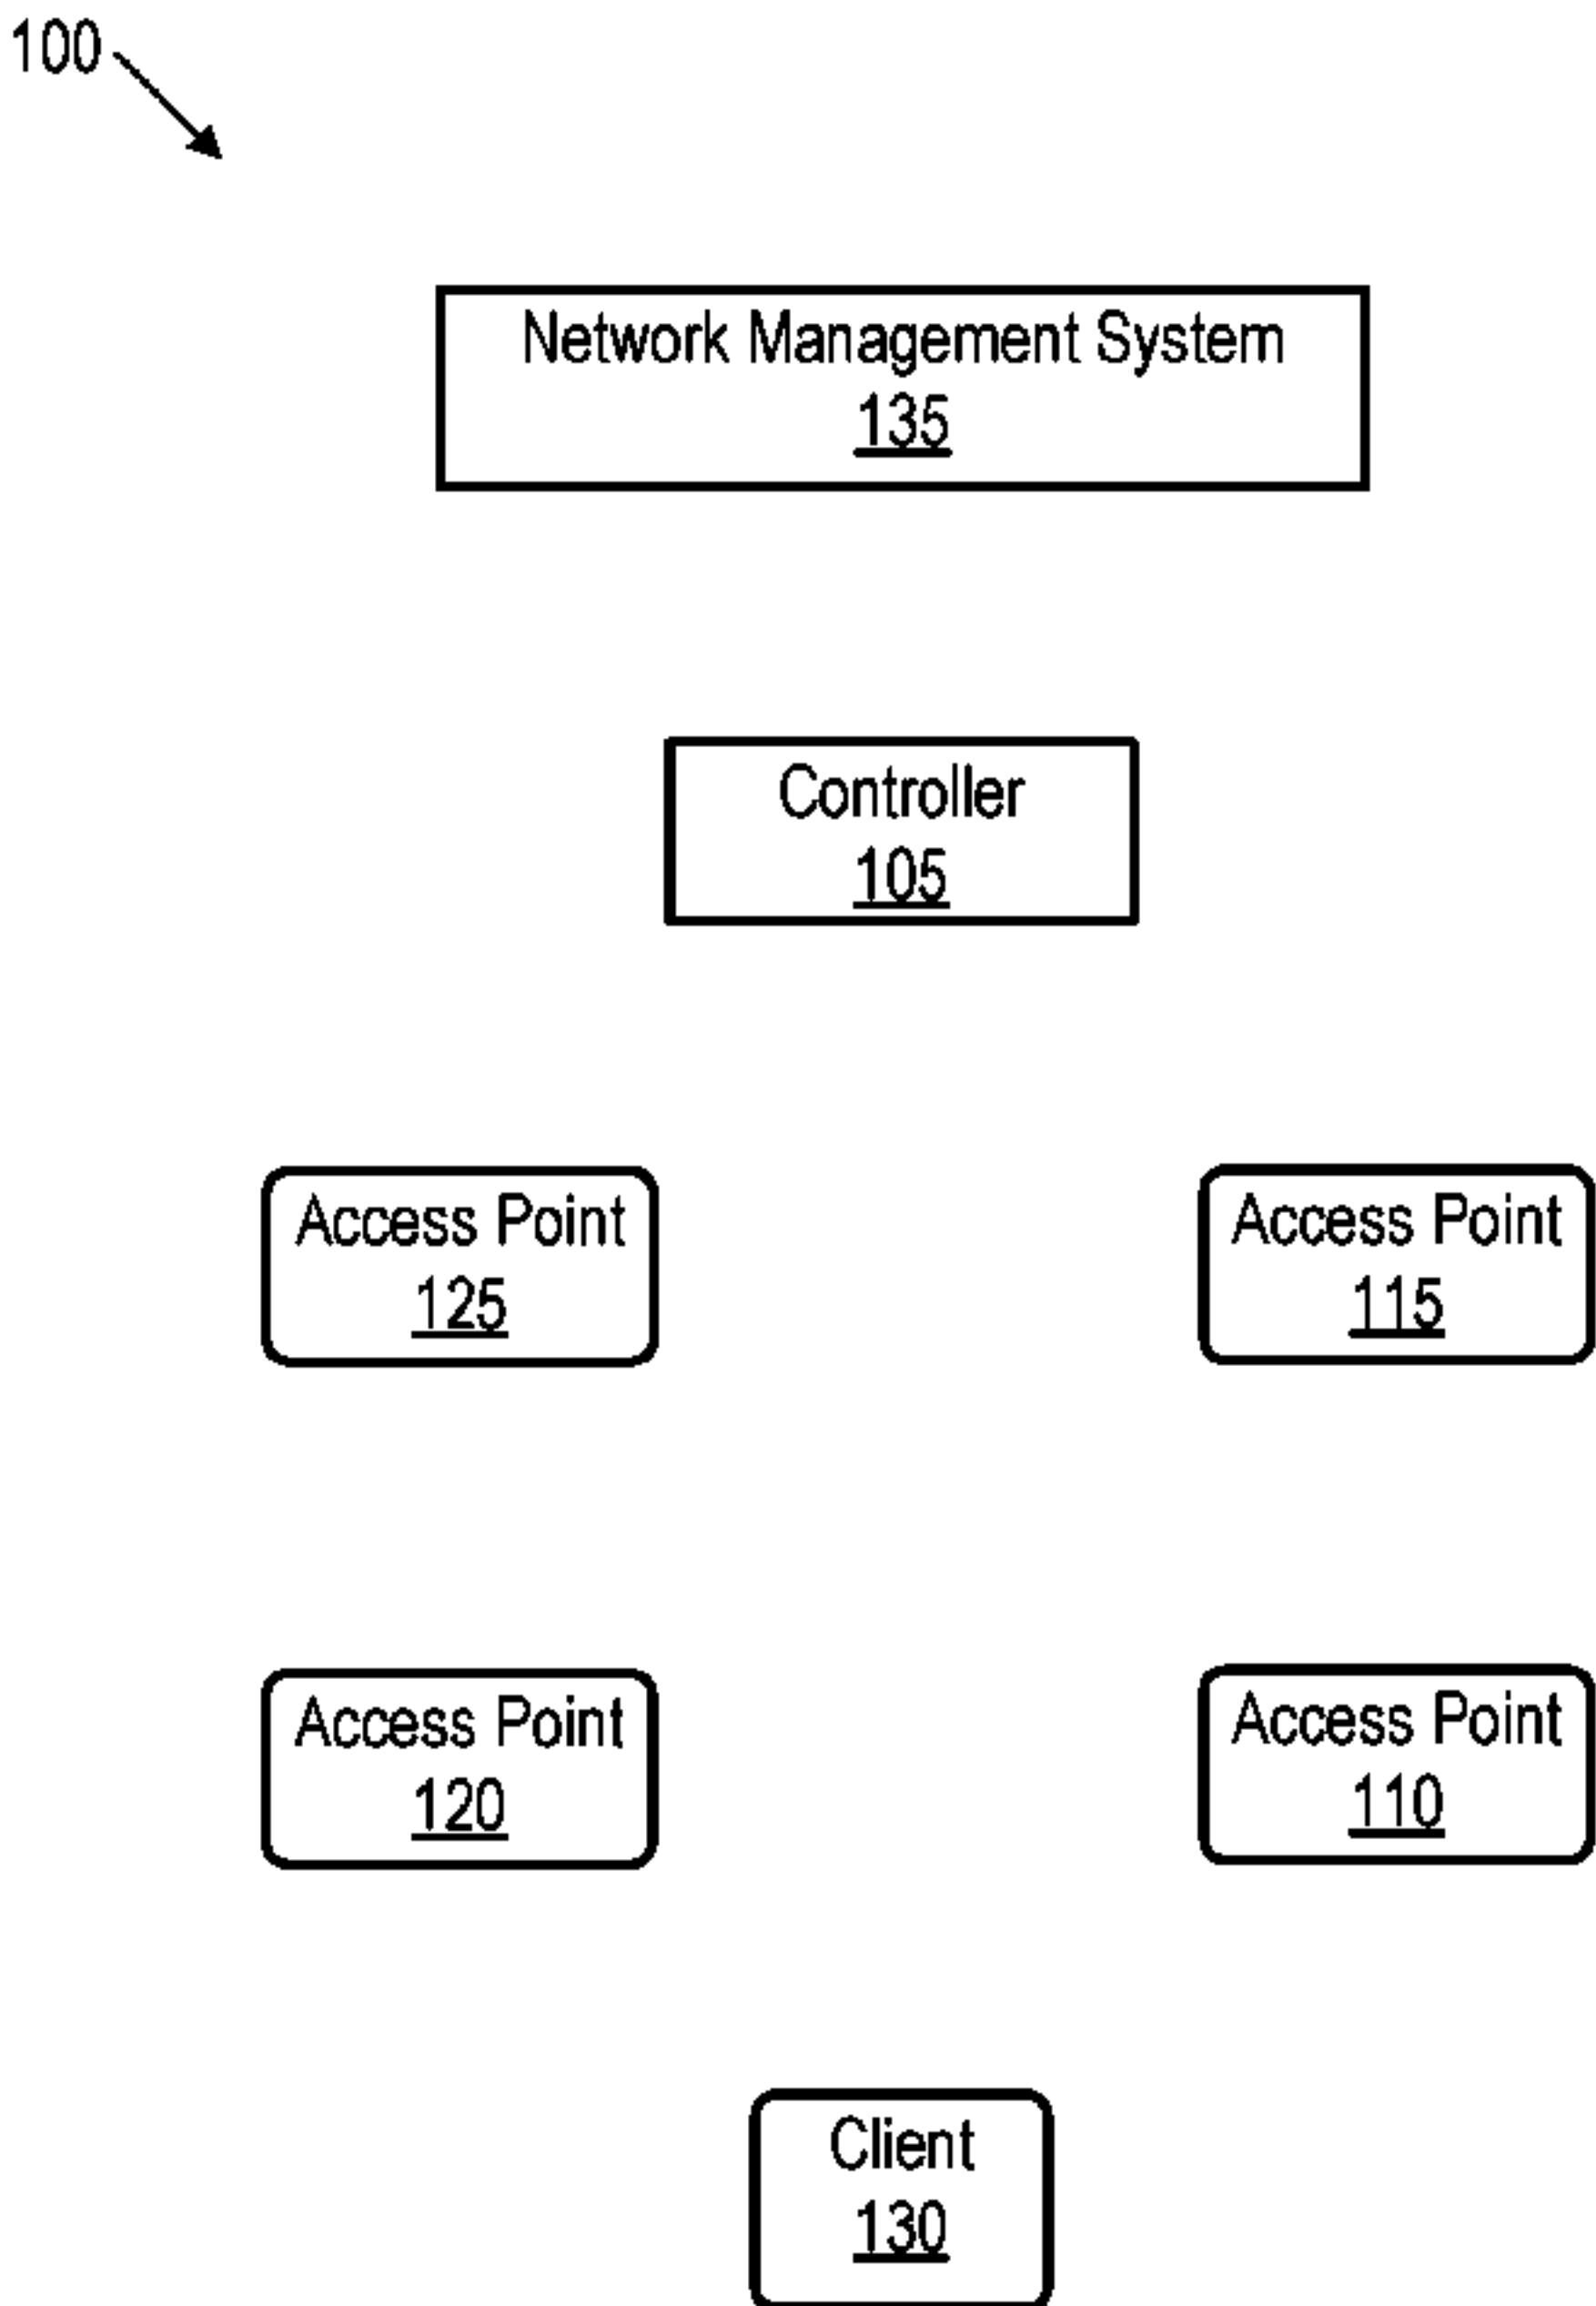 100
Network Management System
135
Controller
105
Access Point
125
Access Point
115
Access Point
120
Access Point
110
Client
130